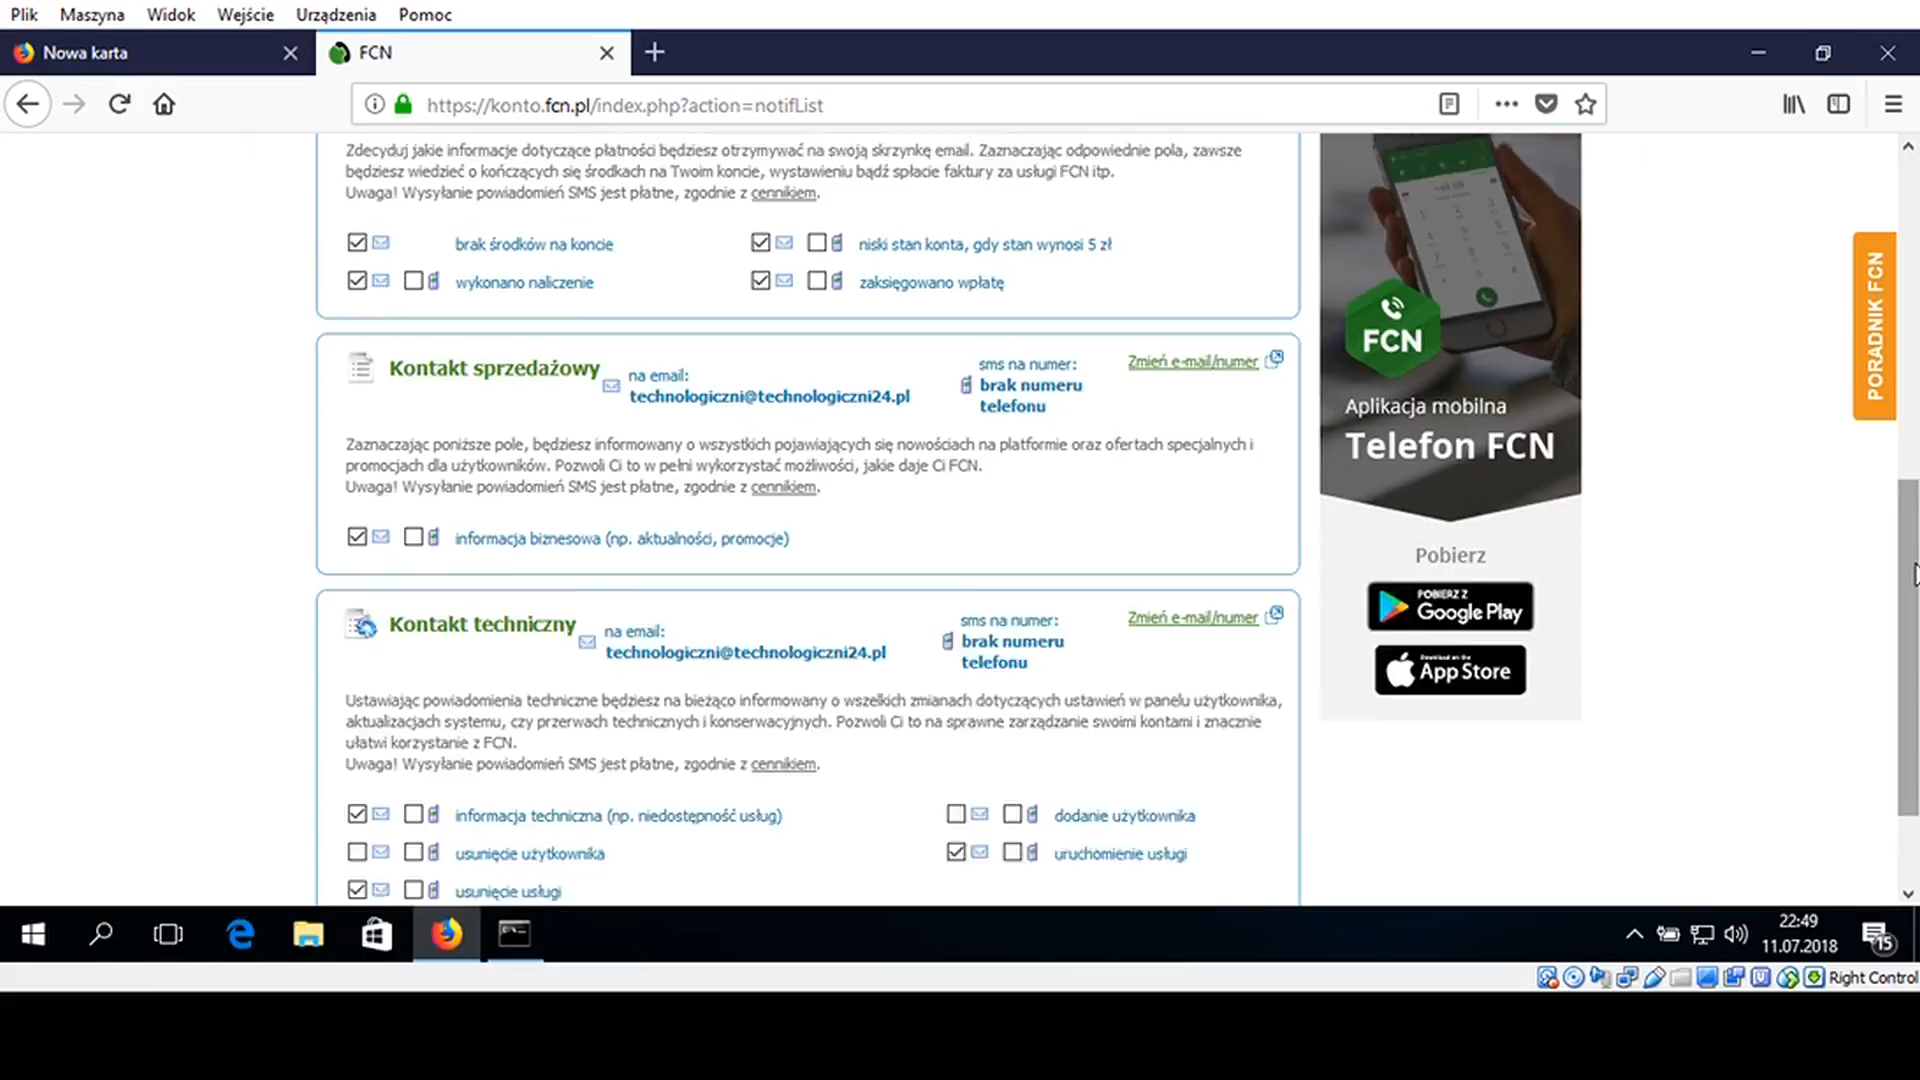 Plik Maszyna Widok Wejście Urządzenia Pomoc
Nowa karta
FCN
https://konto.fcn.pl/index.php?action=notifList
Zdecyduj jakie informacje dotyczące płatności będziesz otrzymywać na swoją skrzynkę email. Zaznaczając odpowiednie pola, zawsze
będziesz wiedzieć o kończących się środkach na Twoim koncie, wystawieniu bądź spłacie faktury za usługi FCN itp.
Uwaga! Wysyłanie powiadomień SMS jest płatne, zgodnie z cennikiem.
brak środków na koncie
niski stan konta, gdy stan wynosi 5 zł
wykonano naliczenie
zaksięgowano wpłatę
Kontakt sprzedażowy
na email:
technologiczni@technologiczni24.pl
sms na numer:
brak numeru
telefonu
Zmień e-mail/numer
Zaznaczając poniższe pole, będziesz informowany o wszystkich pojawiających się nowościach na platformie oraz ofertach specjalnych i
promocjach dla użytkowników. Pozwoli Ci to w pełni wykorzystać możliwości, jakie daje Ci FCN.
Uwaga! Wysyłanie powiadomień SMS jest płatne, zgodnie z cennikiem.
informacja biznesowa (np. aktualności, promocje)
Kontakt techniczny
na email:
technologiczni@technologiczni24.pl
sms na numer:
brak numeru
telefonu
Zmień e-mail/numer
Ustawiając powiadomienia techniczne będziesz na bieżąco informowany o wszelkich zmianach dotyczących ustawień w panelu użytkownika,
aktualizacjach systemu, czy przerwach technicznych i konserwacyjnych. Pozwoli Ci to na sprawne zarządzanie swoimi kontami i znacznie
ułatwi korzystanie z FCN.
Uwaga! Wysyłanie powiadomień SMS jest płatne, zgodnie z cennikiem.
informacja techniczna (np. niedostępność usług)
dodanie użytkownika
usunięcie użytkownika
uruchomienie usługi
usunięcie usługi
FCN
Aplikacja mobilna
Telefon FCN
Pobierz
POBIERZ Z
Google Play
Download on the
App Store
PORADNIK FCN
22:49
11.07.2018
15
Right Control